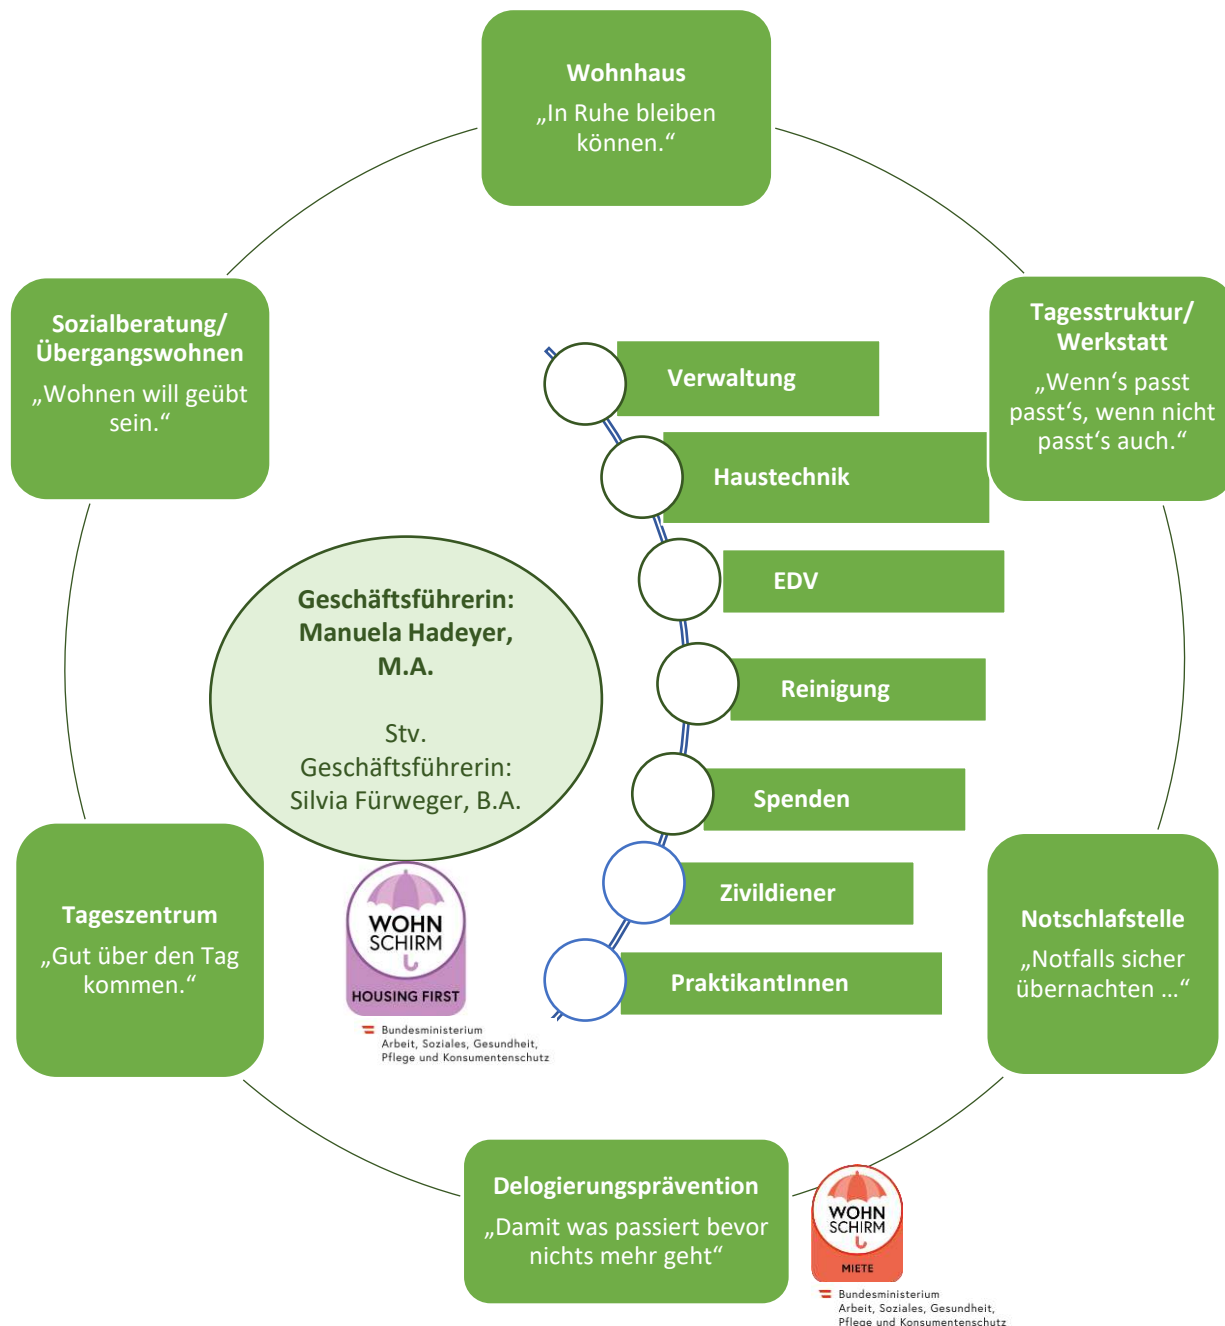 Wohnhaus
„In Ruhe bleiben
können.“
Sozialberatung/
Übergangswohnen
„Wohnen will geübt
sein.“
Tagesstruktur/
Werkstatt
„Wenn's passt
passt's, wenn nicht
passt's auch.“
Verwaltung
Haustechnik
EDV
Reinigung
Spenden
Zivildiener
PraktikantInnen
Geschäftsführerin:
Manuela Hadeyer,
M.A.
Stv.
Geschäftsführerin:
Silvia Fürweger, B.A.
WOHN
SCHIRM
HOUSING FIRST
Bundesministerium
Arbeit, Soziales, Gesundheit,
Pflege und Konsumentenschutz
Tageszentrum
„Gut über den Tag
kommen.“
Notschlafstelle
„Notfalls sicher
übernachten …“
Delogierungsprävention
„Damit was passiert bevor
nichts mehr geht“
WOHN
SCHIRM
MIETE
Bundesministerium
Arbeit, Soziales, Gesundheit,
Pflege und Konsumentenschutz